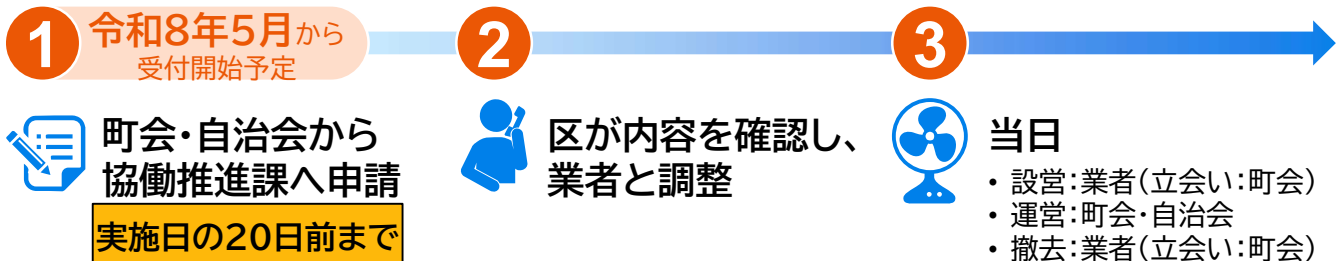 1
令和8年5月から
受付開始予定
町会・自治会から
協働推進課へ申請
実施日の20日前まで
2
区が内容を確認し、
業者と調整
3
当日
• 設営：業者（立会い：町会）
• 運営：町会・自治会
• 撤去：業者（立会い：町会）